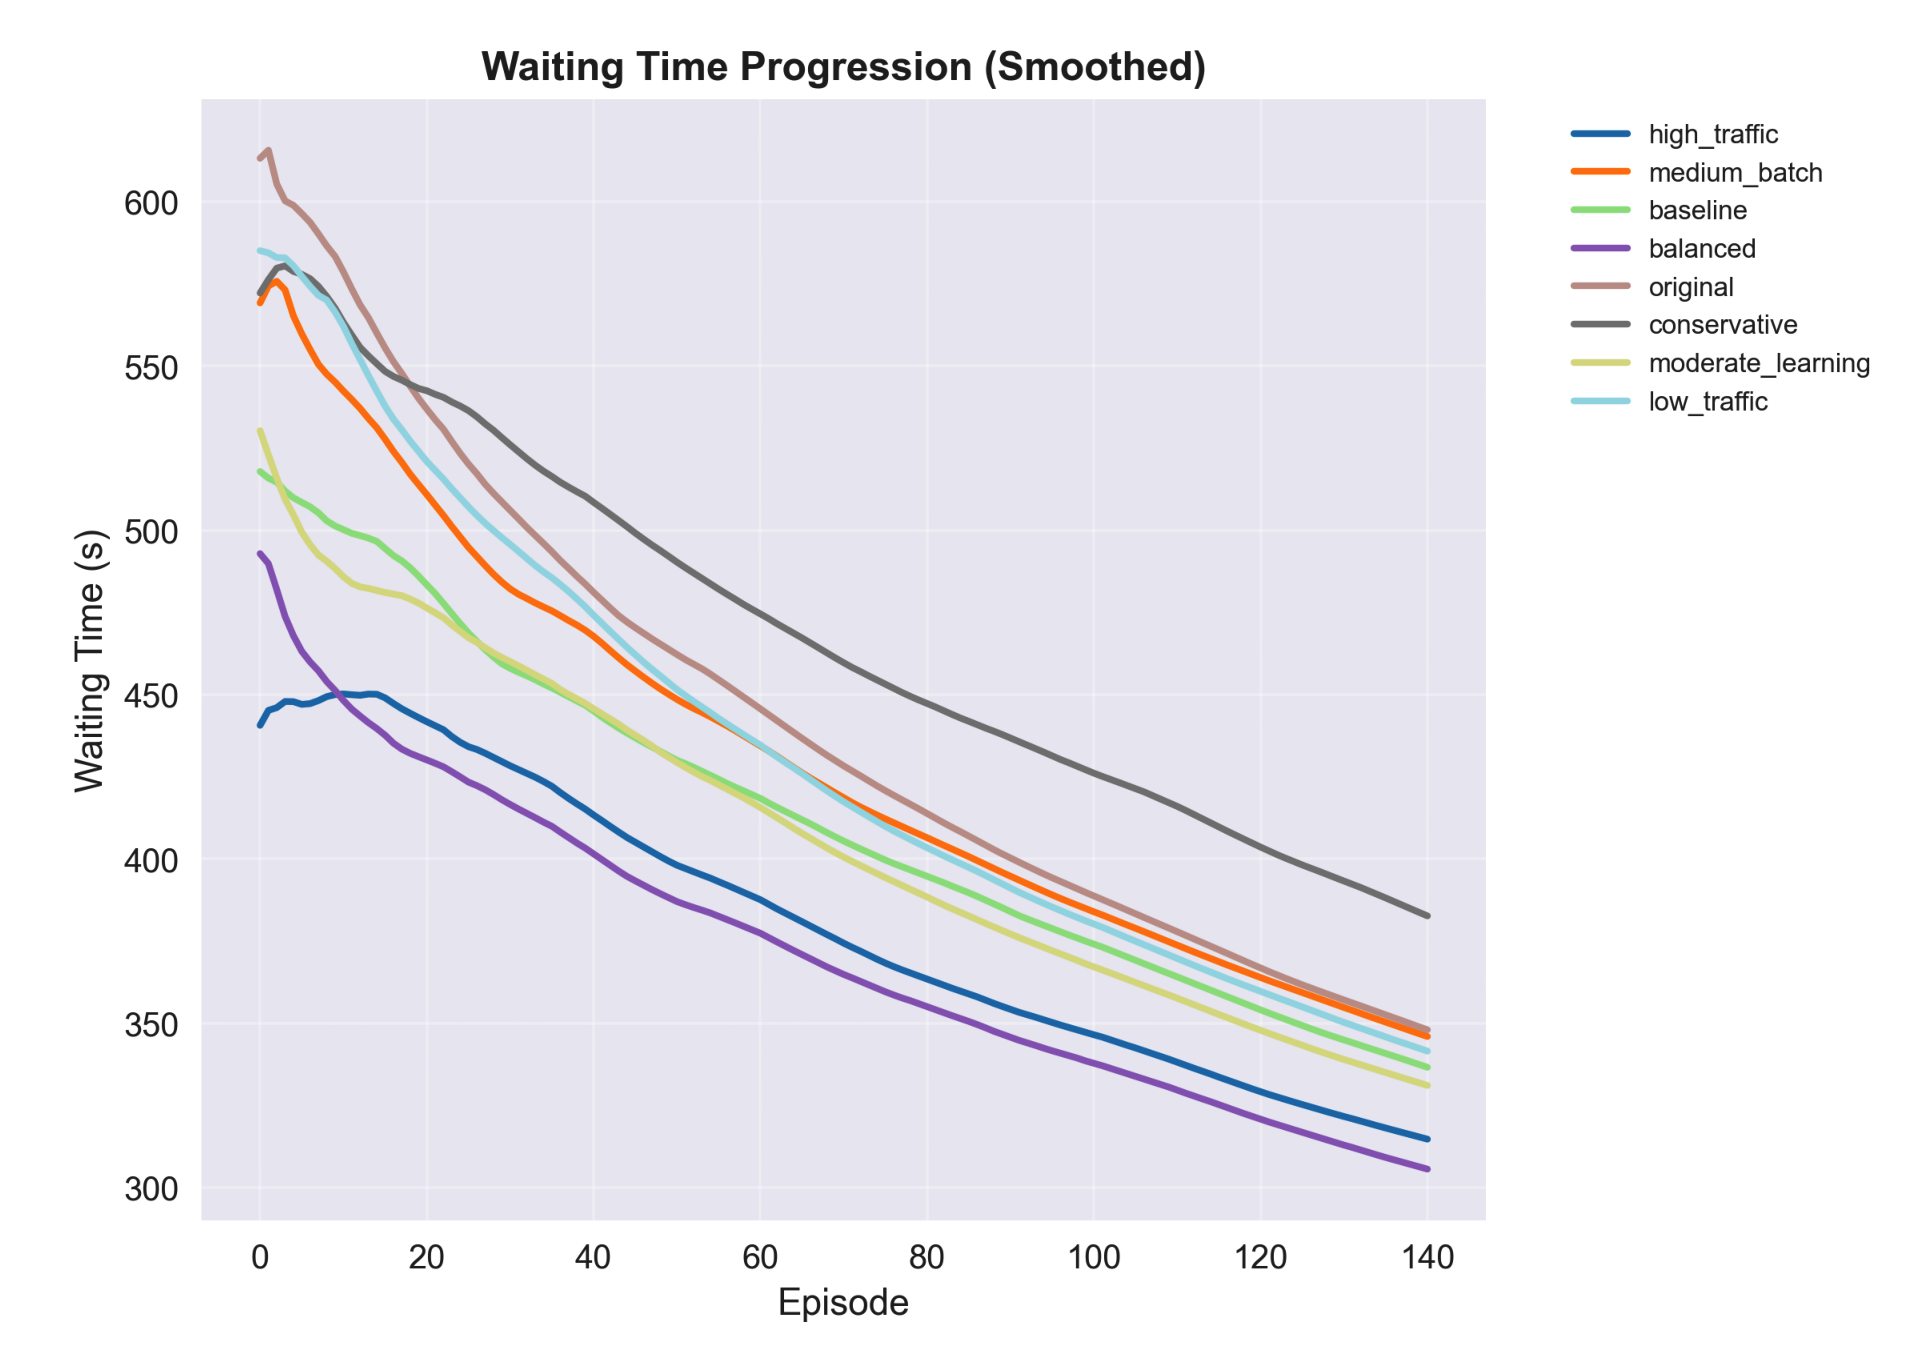 Waiting Time Progression (Smoothed)
Waiting Time (s)
600
550
500
450
400
350
300
0 20 40 60 80 100 120 140
Episode
high_traffic
medium_batch
baseline
balanced
original
conservative
moderate_learning
low_traffic